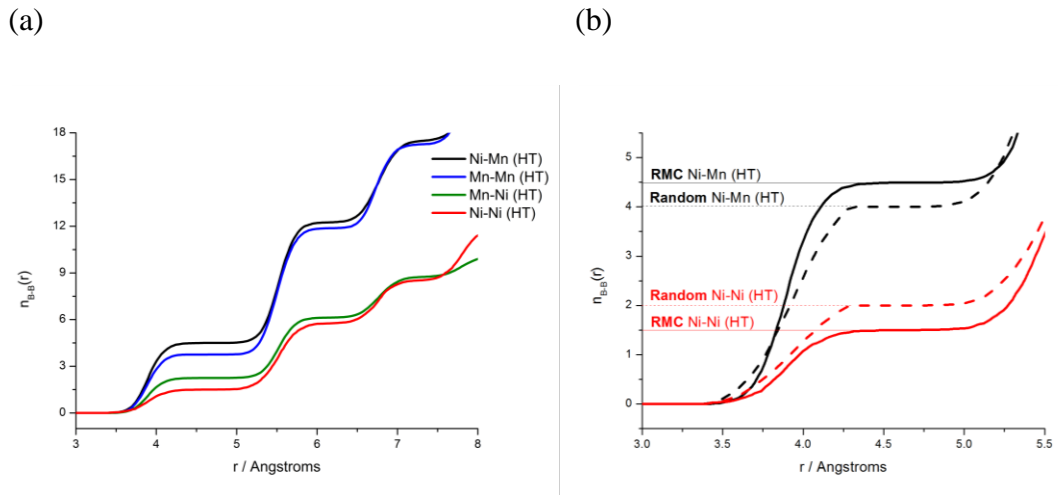 (a)
(b)
18
15
12
9
6
3
0
n_B-B(r)
3
4
5
6
7
8
r / Angstroms
Ni-Mn (HT)
Mn-Mn (HT)
Mn-Ni (HT)
Ni-Ni (HT)
5
4
3
2
1
0
n_B-B(r)
RMC Ni-Mn (HT)
Random Ni-Mn (HT)
Random Ni-Ni (HT)
RMC Ni-Ni (HT)
3.0
3.5
4.0
4.5
5.0
5.5
r / Angstroms